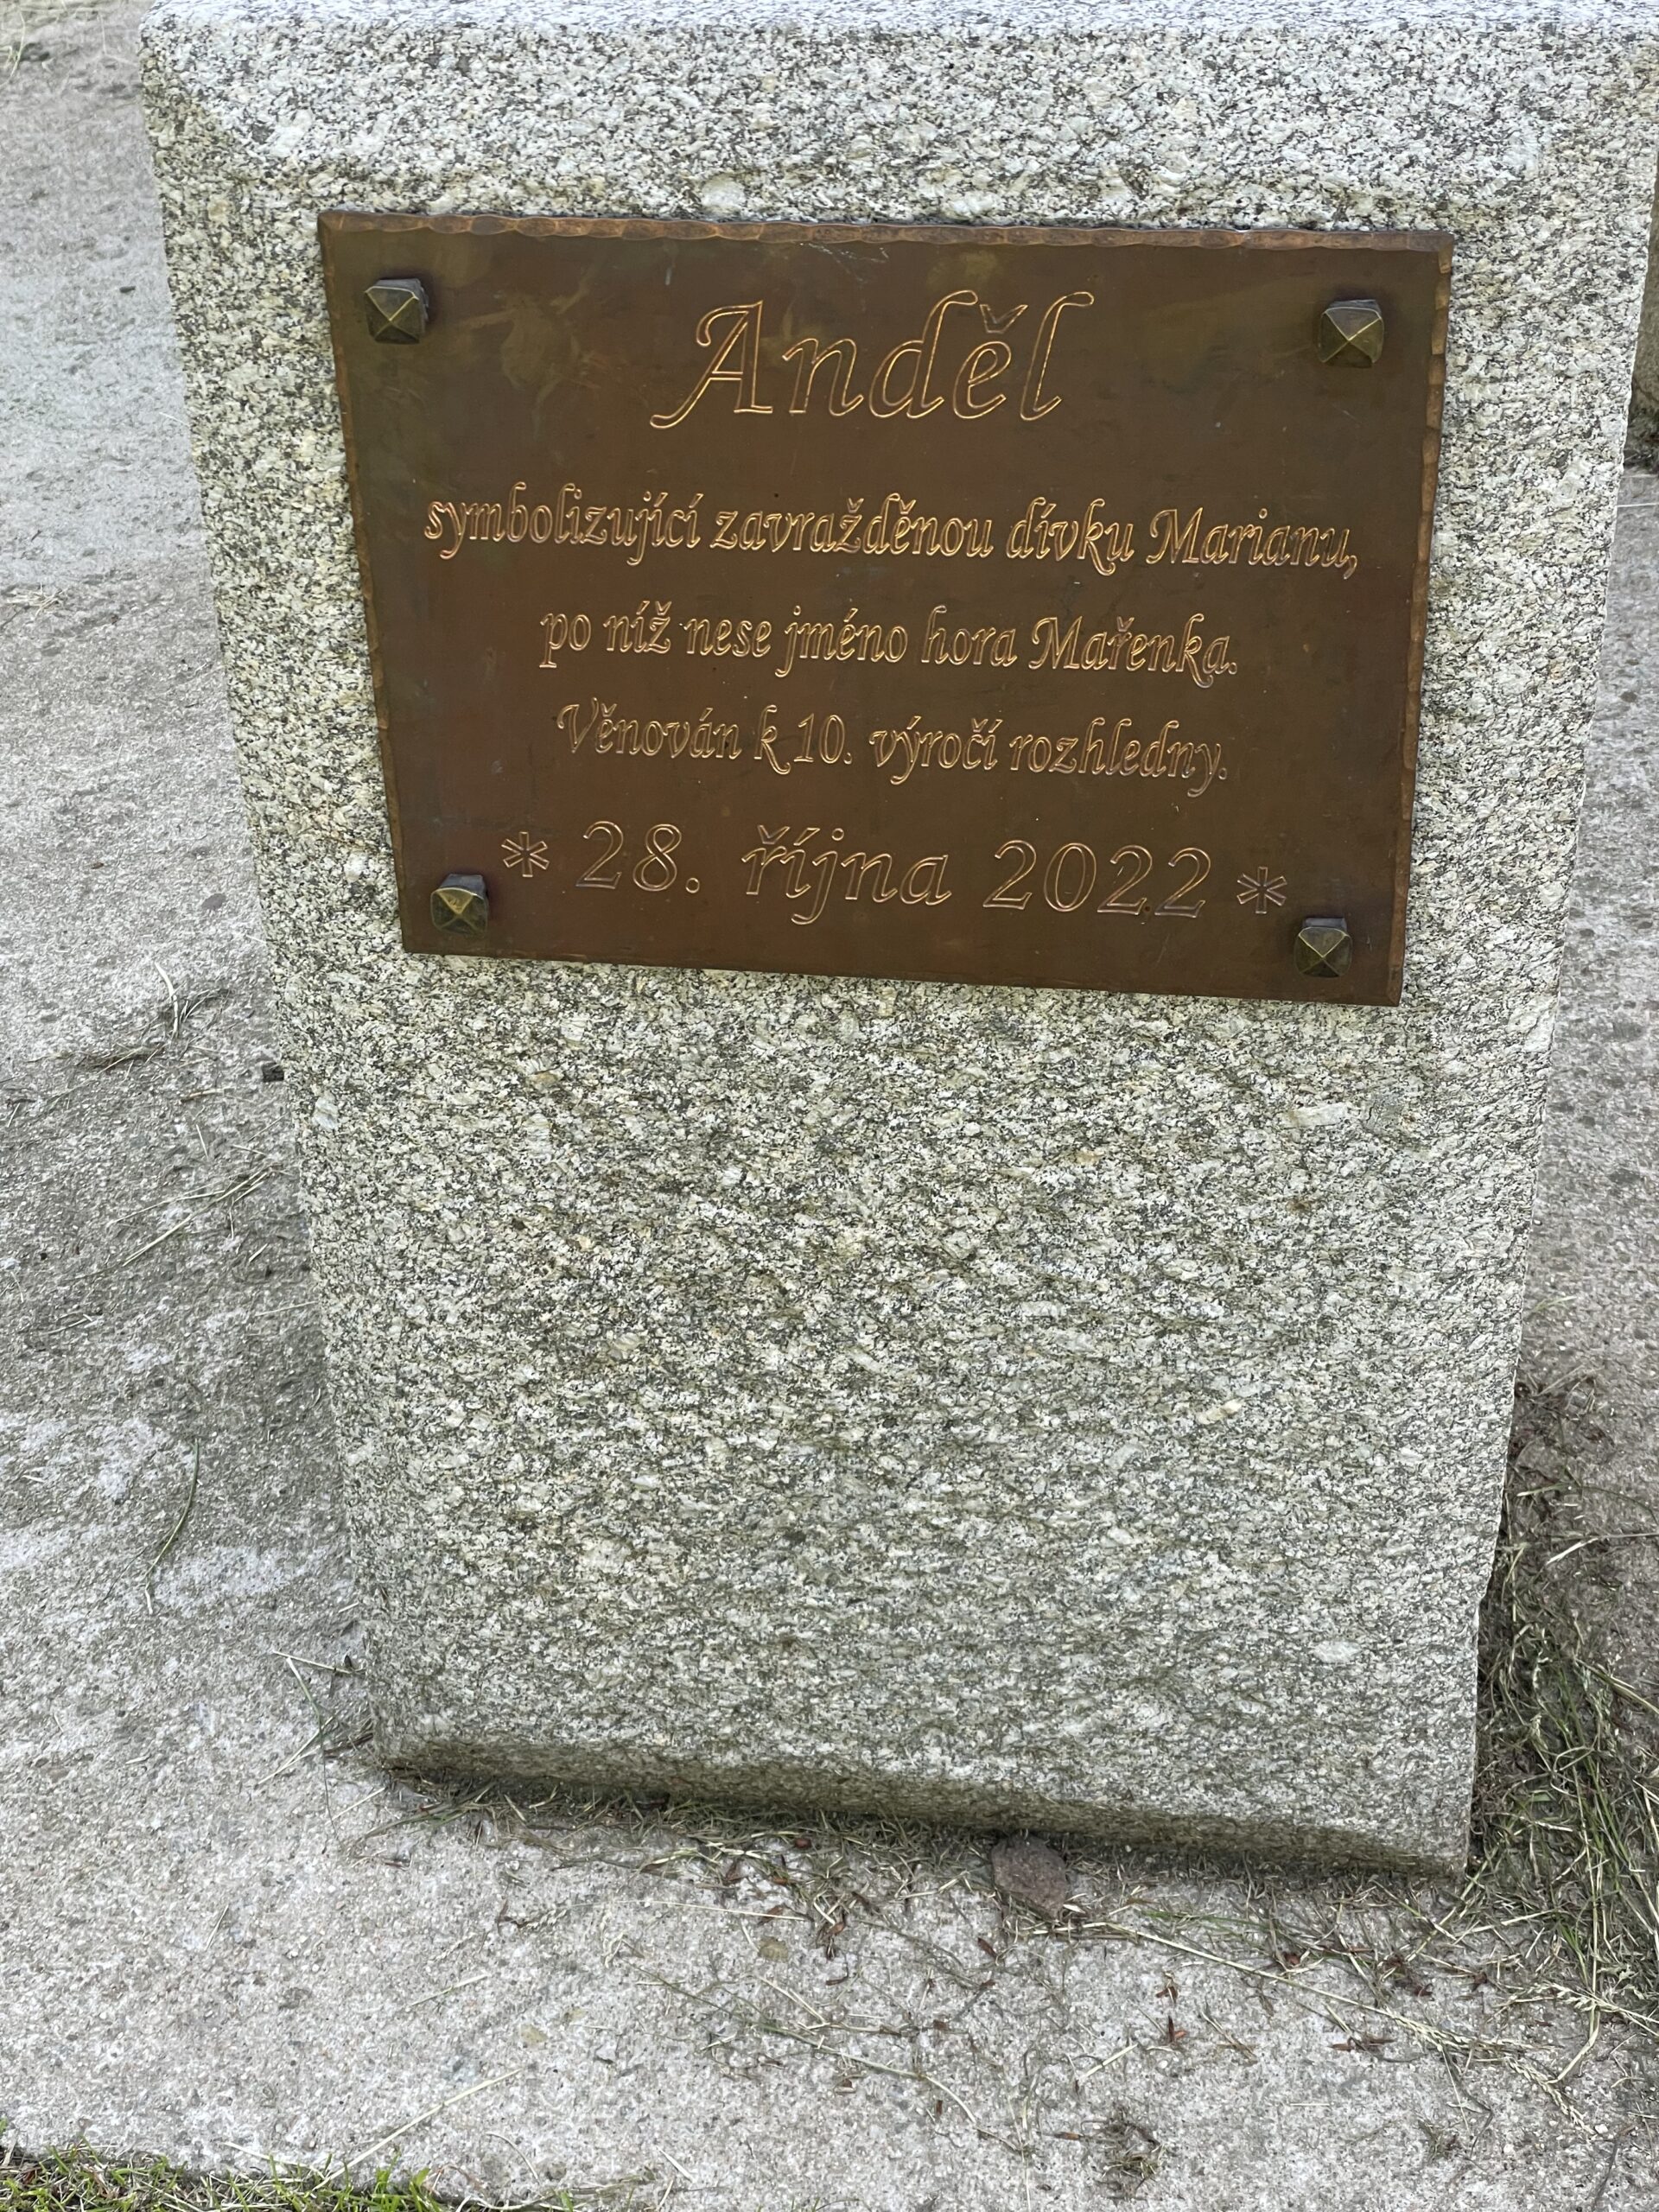 Anděl
symbolizující zavražděnou dívku Marianu,
po níž nese jméno hora Mařenka.
Věnován k 10. výročí rozhledny.
* 28. října 2022 *